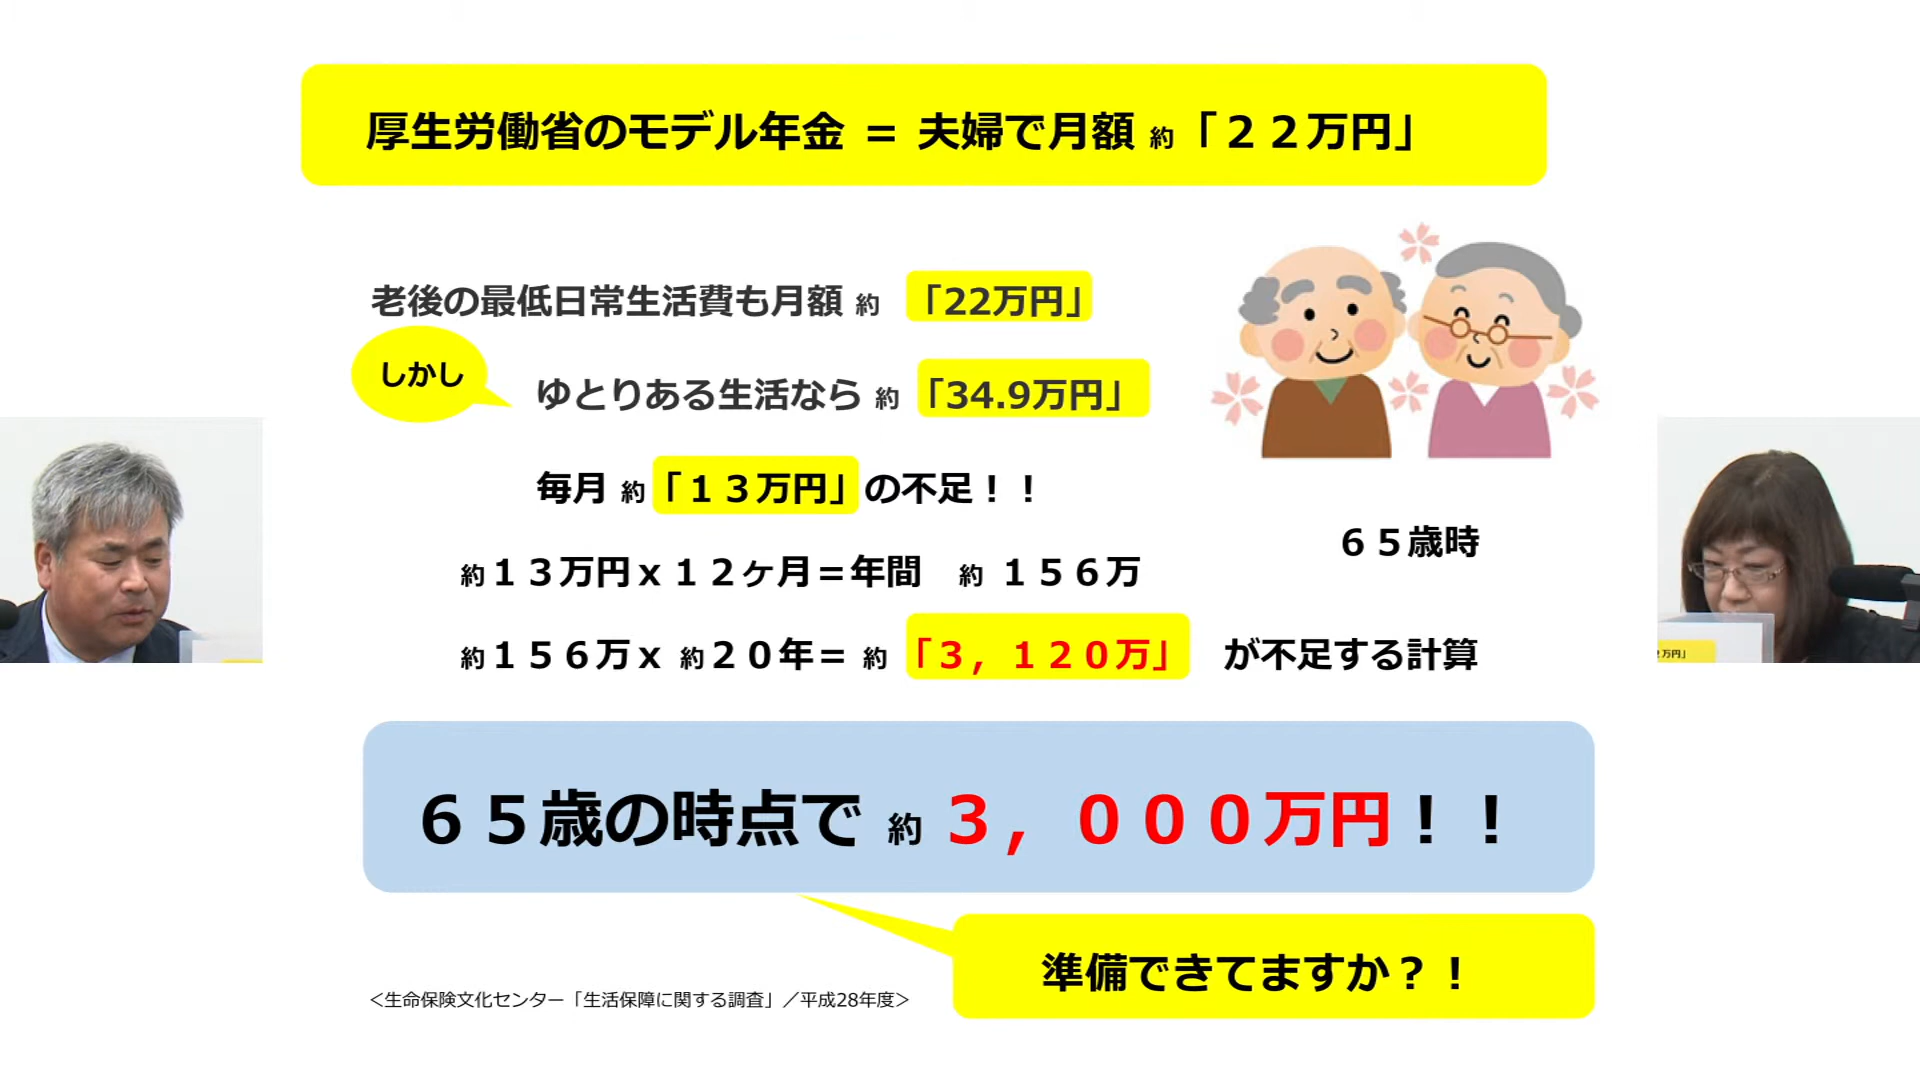 厚生労働省のモデル年金 ＝ 夫婦で月額 約「２２万円」
老後の最低日常生活費も月額 約 「22万円」
しかし
ゆとりある生活なら 約 「34.9万円」
毎月 約「１３万円」の不足！！
６５歳時
約１３万円ｘ１２ヶ月＝年間　約 １５６万
約１５６万ｘ 約２０年＝ 約 「３，１２０万」 が不足する計算
６５歳の時点で 約 ３，０００万円！！
準備できてますか？！
＜生命保険文化センター「生活保障に関する調査」／平成28年度＞
万円」